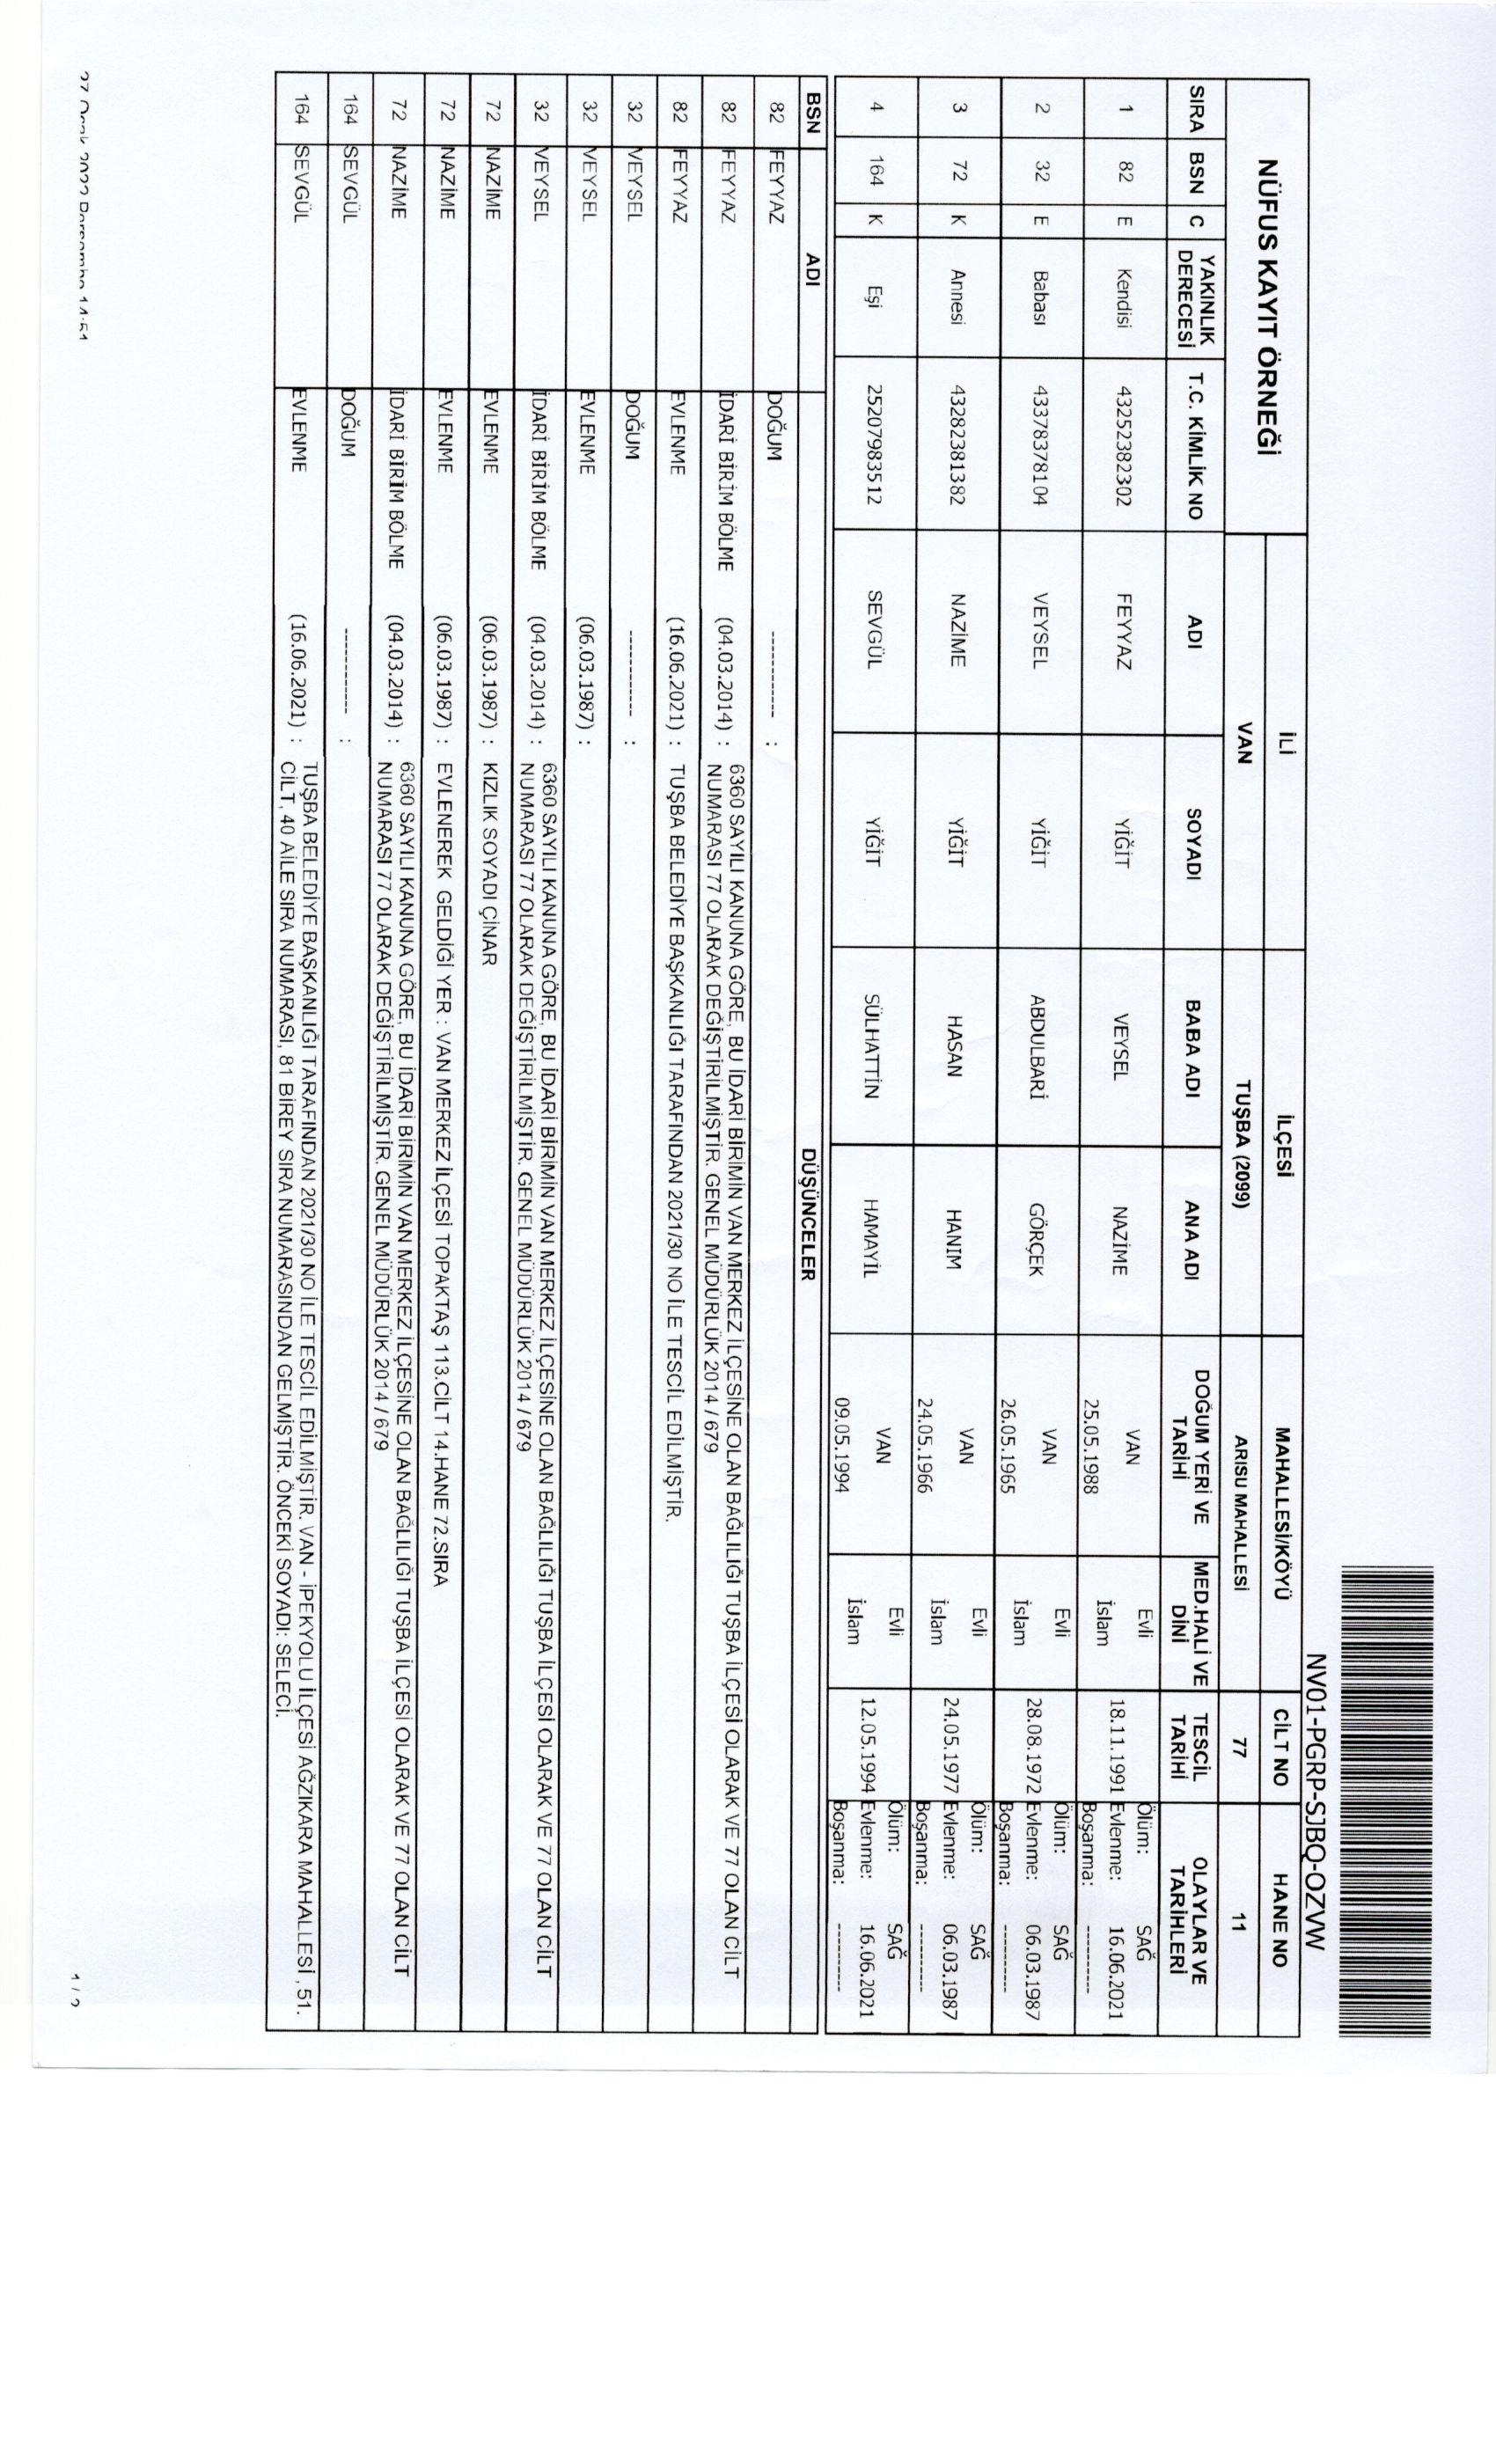 NV01-PGRP-SJBQ-OZVW
NÜFUS KAYIT ÖRNEĞİ İLİ İLÇESİ MAHALLESİ/KÖYÜ CİLT NO HANE NO
VAN TUŞBA (2099) ARISU MAHALLESİ 77 11
SIRA BSN C YAKINLIK DERECESİ T.C. KİMLİK NO ADI SOYADI BABA ADI ANA ADI DOĞUM YERİ VE TARİHİ MED.HALİ VE DİNİ TESCİL TARİHİ OLAYLAR VE TARİHLERİ
1 82 E Kendisi 43252382302 FEYYAZ YİĞİT VEYSEL NAZİME VAN 25.05.1988 Evli İslam 18.11.1991 Ölüm: SAĞ Evlenme: 16.06.2021 Boşanma: ----------
2 32 E Babası 43378378104 VEYSEL YİĞİT ABDULBARİ GÖRÇEK VAN 26.05.1965 Evli İslam 28.08.1972 Ölüm: SAĞ Evlenme: 06.03.1987 Boşanma: ----------
3 72 K Annesi 43282381382 NAZİME YİĞİT HASAN HANIM VAN 24.05.1966 Evli İslam 24.05.1977 Ölüm: SAĞ Evlenme: 06.03.1987 Boşanma: ----------
4 164 K Eşi 25207983512 SEVGÜL YİĞİT SÜLHATTİN HAMAYİL VAN 09.05.1994 Evli İslam 12.05.1994 Ölüm: SAĞ Evlenme: 16.06.2021 Boşanma: ----------
BSN ADI DÜŞÜNCELER
82 FEYYAZ DOĞUM ----------- :
82 FEYYAZ İDARİ BİRİM BÖLME (04.03.2014) : 6360 SAYILI KANUNA GÖRE, BU İDARİ BİRİMİN VAN MERKEZ İLÇESİNE OLAN BAĞLILIĞI TUŞBA İLÇESİ OLARAK VE 77 OLAN CİLT
NUMARASI 77 OLARAK DEĞİŞTİRİLMİŞTİR. GENEL MÜDÜRLÜK 2014 / 679
82 FEYYAZ EVLENME (16.06.2021) : TUŞBA BELEDİYE BAŞKANLIĞI TARAFINDAN 2021/30 NO İLE TESCİL EDİLMİŞTİR.
32 VEYSEL DOĞUM ----------- :
32 VEYSEL EVLENME (06.03.1987) :
32 VEYSEL İDARİ BİRİM BÖLME (04.03.2014) : 6360 SAYILI KANUNA GÖRE, BU İDARİ BİRİMİN VAN MERKEZ İLÇESİNE OLAN BAĞLILIĞI TUŞBA İLÇESİ OLARAK VE 77 OLAN CİLT
NUMARASI 77 OLARAK DEĞİŞTİRİLMİŞTİR. GENEL MÜDÜRLÜK 2014 / 679
72 NAZİME EVLENME (06.03.1987) : KIZLIK SOYADI ÇİNAR
72 NAZİME EVLENME (06.03.1987) : EVLENEREK GELDİĞİ YER : VAN MERKEZ İLÇESİ TOPAKTAŞ 113.CİLT 14.HANE 72.SIRA
72 NAZİME İDARİ BİRİM BÖLME (04.03.2014) : 6360 SAYILI KANUNA GÖRE, BU İDARİ BİRİMİN VAN MERKEZ İLÇESİNE OLAN BAĞLILIĞI TUŞBA İLÇESİ OLARAK VE 77 OLAN CİLT
NUMARASI 77 OLARAK DEĞİŞTİRİLMİŞTİR. GENEL MÜDÜRLÜK 2014 / 679
164 SEVGÜL DOĞUM ----------- :
164 SEVGÜL EVLENME (16.06.2021) : TUŞBA BELEDİYE BAŞKANLIĞI TARAFINDAN 2021/30 NO İLE TESCİL EDİLMİŞTİR. VAN - İPEKYOLU İLÇESİ AĞZIKARA MAHALLESİ , 51.
CİLT, 40 AİLE SIRA NUMARASI, 81 BİREY SIRA NUMARASINDAN GELMİŞTİR. ÖNCEKİ SOYADI: SELECİ.
27 Ocak 2022 Perşembe 14:51
1 / 2